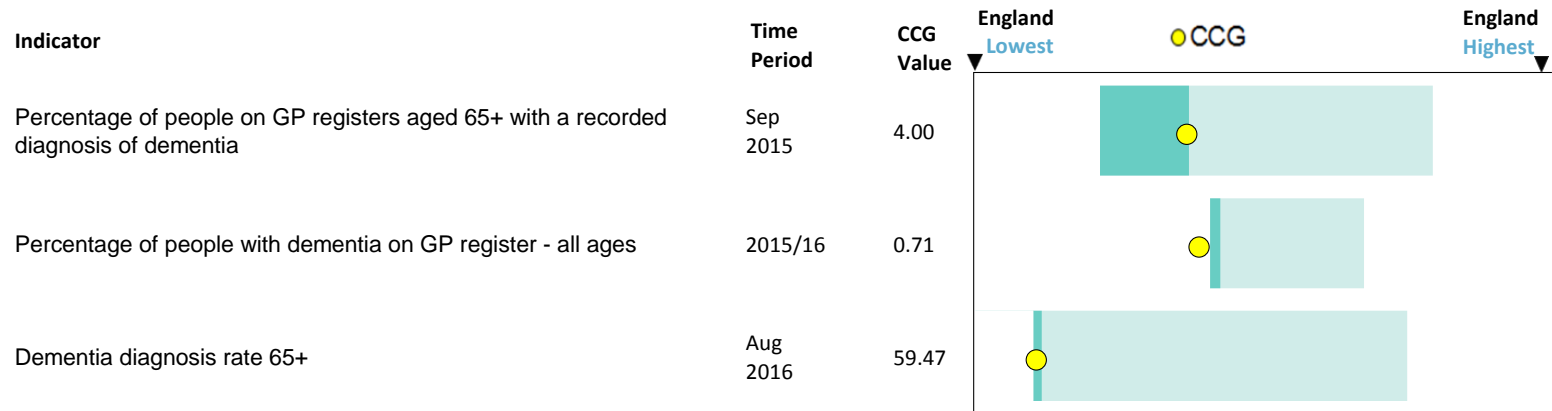 Indicator
Time
Period
CCG
Value
England
Lowest
CCG
England
Highest
Percentage of people on GP registers aged 65+ with a recorded
diagnosis of dementia
Sep
2015
4.00
Percentage of people with dementia on GP register - all ages
2015/16
0.71
Dementia diagnosis rate 65+
Aug
2016
59.47